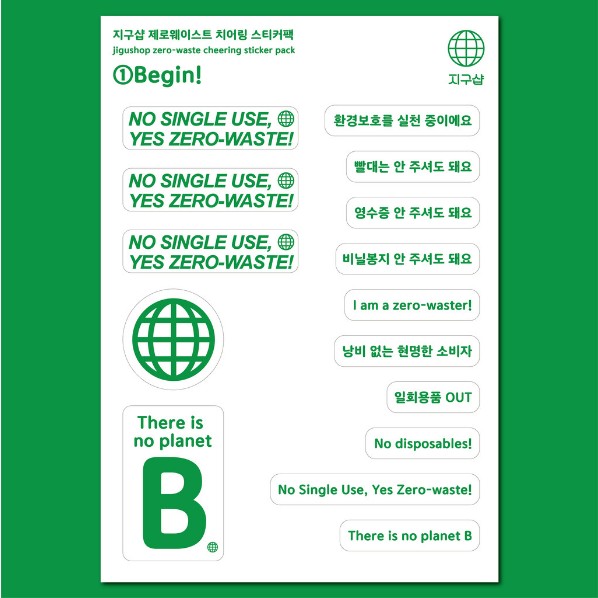 지구샵 제로웨이스트 치어링 스티커팩
jigushop zero-waste cheering sticker pack
①Begin!
지구샵
NO SINGLE USE,
YES ZERO-WASTE!
NO SINGLE USE,
YES ZERO-WASTE!
NO SINGLE USE,
YES ZERO-WASTE!
There is
no planet
B
환경보호를 실천 중이에요
빨대는 안 주셔도 돼요
영수증 안 주셔도 돼요
비닐봉지 안 주셔도 돼요
I am a zero-waster!
낭비 없는 현명한 소비자
일회용품 OUT
No disposables!
No Single Use, Yes Zero-waste!
There is no planet B